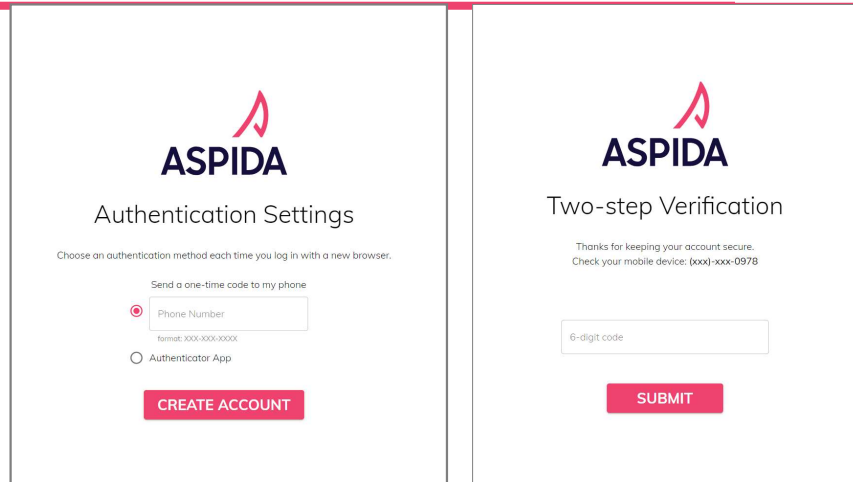 ASPIDA
Authentication Settings
Choose an authentication method each time you log in with a new browser.
Send a one-time code to my phone
Phone Number
format: XXX-XXX-XXXX
Authenticator App
CREATE ACCOUNT
ASPIDA
Two-step Verification
Thanks for keeping your account secure.
Check your mobile device: (xxx)-xxx-0978
6-digit code
SUBMIT